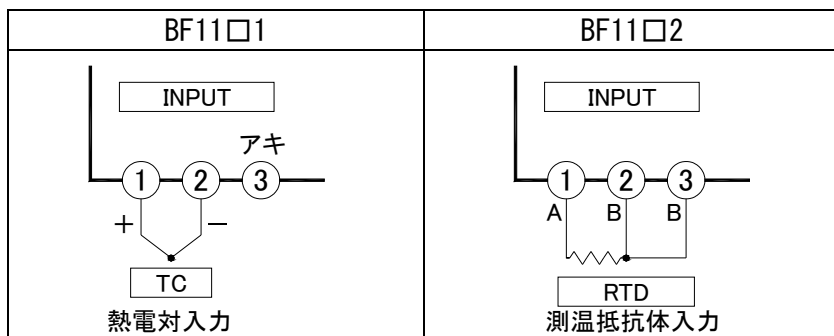 BF11□1
BF11□2
INPUT
アキ
1 2 3
+ −
TC
熱電対入力
INPUT
1 2 3
A B B
RTD
測温抵抗体入力